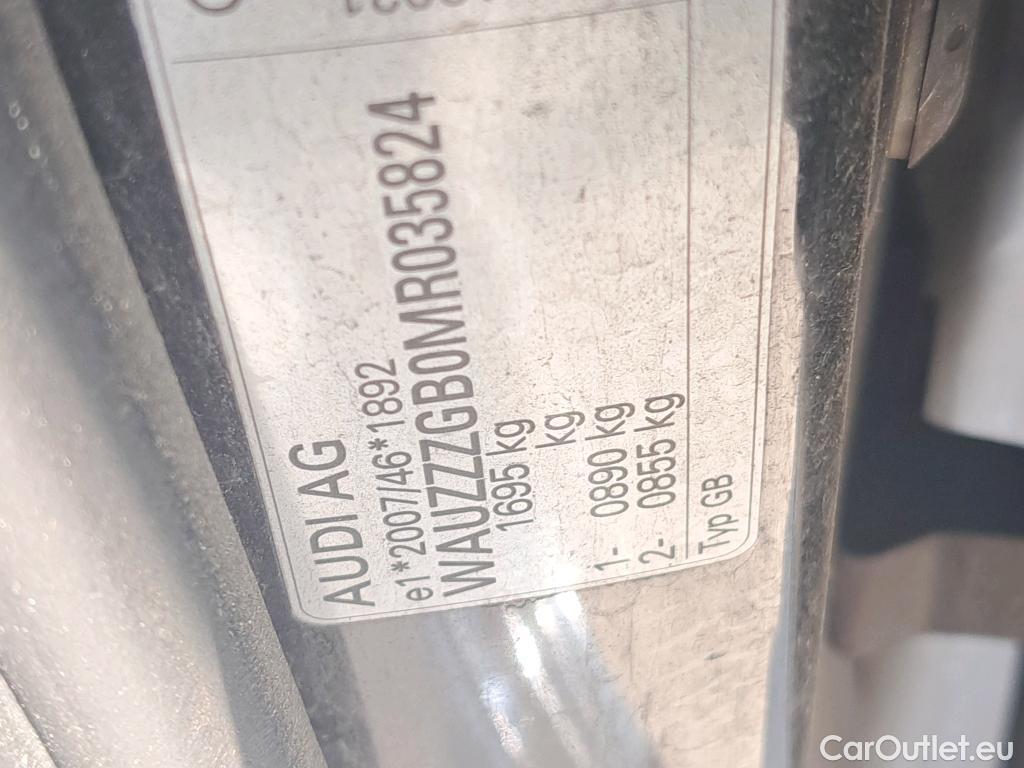 AUDI AG
e1*2007/46*1892
WAUZZZGB0MR035824
1695 kg
kg
1- 0890 kg
2- 0855 kg
Typ GB
CarOutlet.eu